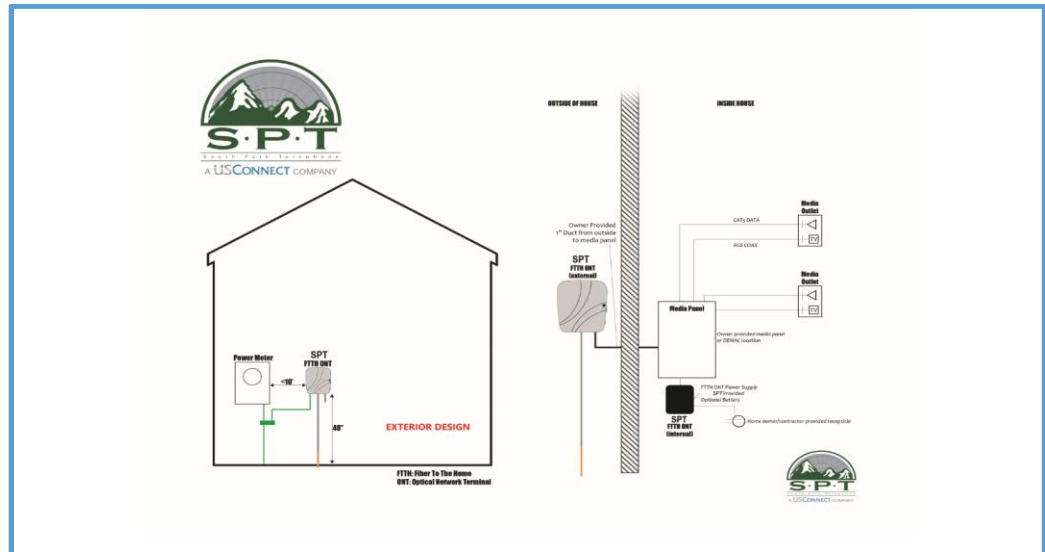 S·P·T
South Park Telephone
A USCONNECT COMPANY
Power Meter
<10'
SPT
FTTH ONT
48"
EXTERIOR DESIGN
FTTH: Fiber To The Home
ONT: Optical Network Terminal
OUTSIDE OF HOUSE
INSIDE HOUSE
Owner Provided
1" Duct from outside
to media panel
SPT
FTTH ONT
(external)
CAT5 DATA
RG6 COAX
Media
Outlet
TV
Media
Outlet
TV
Media Panel
Owner provided media panel
or DEMAC location
FTTH ONT Power Supply
SPT Provided
Optional Battery
SPT
FTTH ONT
(internal)
Home owner/contractor provided recepticle
S·P·T
A USCONNECT COMPANY